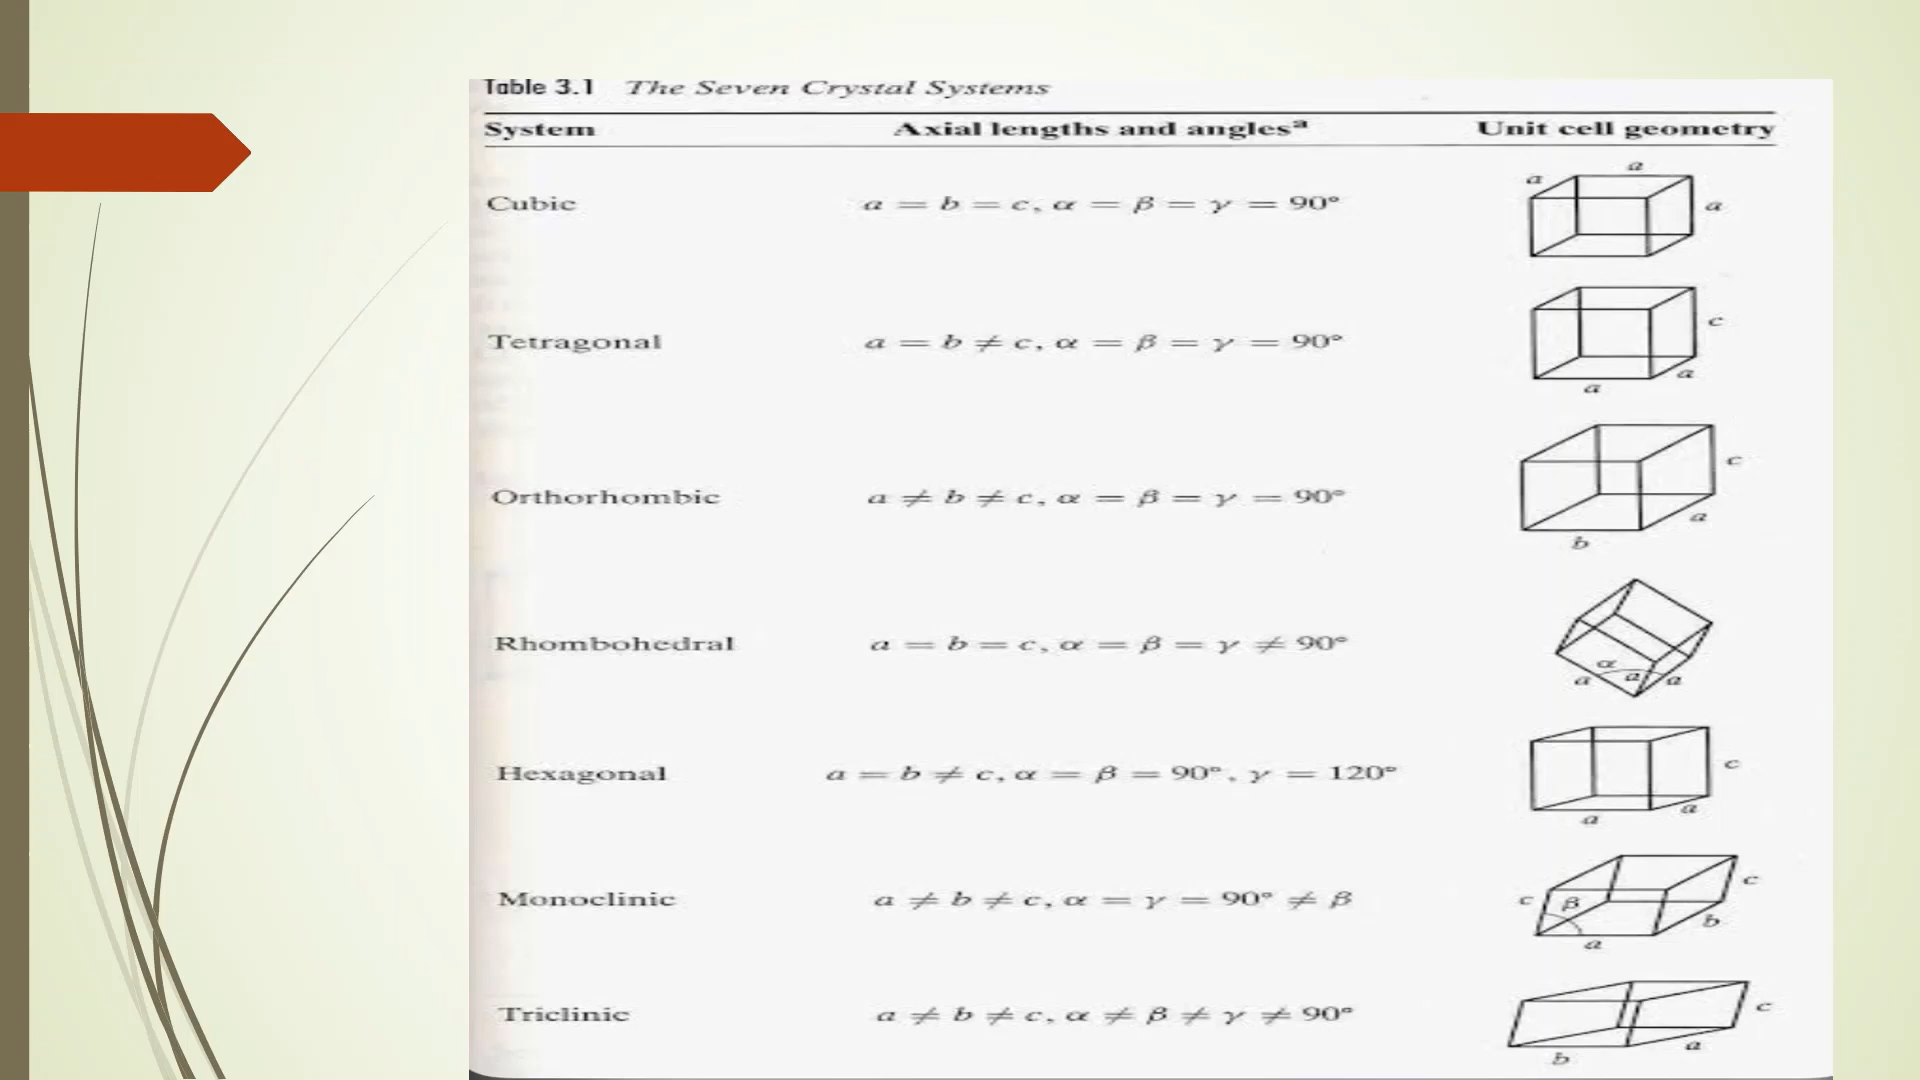 Table 3.1 The Seven Crystal Systems
System Axial lengths and anglesᵃ Unit cell geometry
Cubic a = b = c, α = β = γ = 90° a a a
Tetragonal a = b ≠ c, α = β = γ = 90° c a a
Orthorhombic a ≠ b ≠ c, α = β = γ = 90° c a b
Rhombohedral a = b = c, α = β = γ ≠ 90° α a a a
Hexagonal a = b ≠ c, α = β = 90°, γ = 120° c a a
Monoclinic a ≠ b ≠ c, α = γ = 90° ≠ β c c β b a
Triclinic a ≠ b ≠ c, α ≠ β ≠ γ ≠ 90° c a b